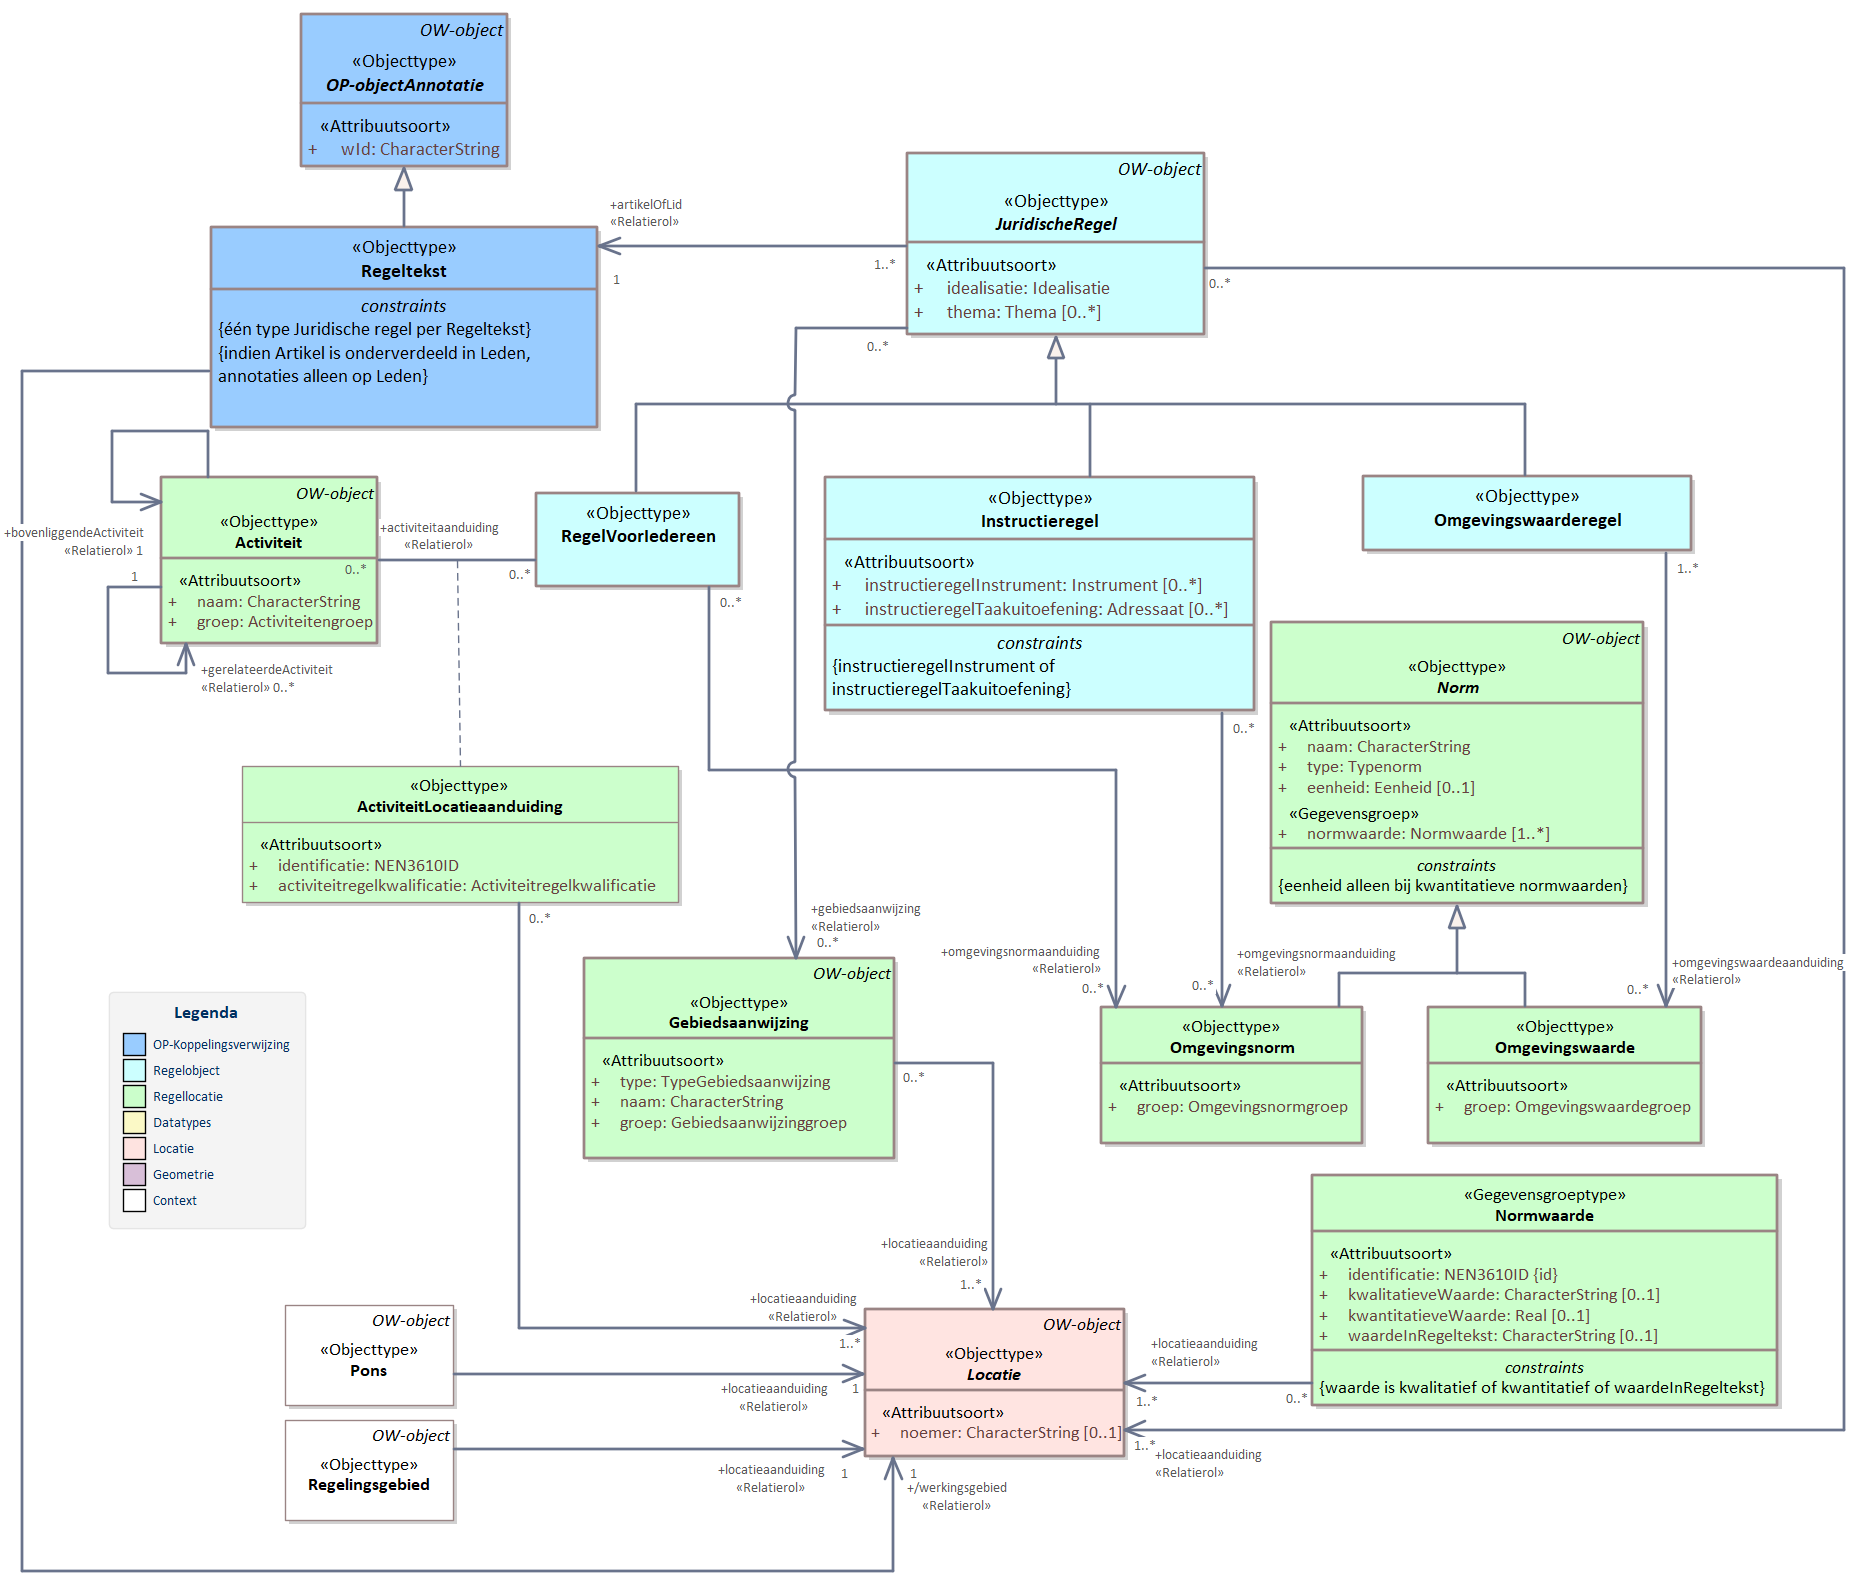 OW-object
«Objecttype»
OP-objectAnnotatie
«Attribuutsoort»
+ wId: CharacterString
OW-object
«Objecttype»
JuridischeRegel
«Attribuutsoort»
+ idealisatie: Idealisatie
+ thema: Thema [0..*]
+artikelOfLid
«Relatierol»
1
1..*
0..*
0..*
«Objecttype»
Regeltekst
constraints
{één type Juridische regel per Regeltekst}
{indien Artikel is onderverdeeld in Leden,
annotaties alleen op Leden}
OW-object
«Objecttype»
Activiteit
«Attribuutsoort»
+ naam: CharacterString
+ groep: Activiteitengroep
+bovenliggendeActiviteit
«Relatierol» 1
1
+gerelateerdeActiviteit
«Relatierol» 0..*
+activiteitaanduiding
«Relatierol»
0..*
0..*
«Objecttype»
RegelVoorIedereen
0..*
«Objecttype»
Instructieregel
«Attribuutsoort»
+ instructieregelInstrument: Instrument [0..*]
+ instructieregelTaakuitoefening: Adressaat [0..*]
constraints
{instructieregelInstrument of
instructieregelTaakuitoefening}
0..*
«Objecttype»
Omgevingswaarderegel
1..*
OW-object
«Objecttype»
Norm
«Attribuutsoort»
+ naam: CharacterString
+ type: Typenorm
+ eenheid: Eenheid [0..1]
«Gegevensgroep»
+ normwaarde: Normwaarde [1..*]
constraints
{eenheid alleen bij kwantitatieve normwaarden}
«Objecttype»
ActiviteitLocatieaanduiding
«Attribuutsoort»
+ identificatie: NEN3610ID
+ activiteitregelkwalificatie: Activiteitregelkwalificatie
0..*
+gebiedsaanwijzing
«Relatierol»
0..*
+omgevingsnormaanduiding
«Relatierol»
0..*
+omgevingsnormaanduiding
«Relatierol»
0..*
+omgevingswaardeaanduiding
«Relatierol»
0..*
OW-object
«Objecttype»
Gebiedsaanwijzing
«Attribuutsoort»
+ type: TypeGebiedsaanwijzing
+ naam: CharacterString
+ groep: Gebiedsaanwijzinggroep
0..*
«Objecttype»
Omgevingsnorm
«Attribuutsoort»
+ groep: Omgevingsnormgroep
«Objecttype»
Omgevingswaarde
«Attribuutsoort»
+ groep: Omgevingswaardegroep
Legenda
OP-Koppelingsverwijzing
Regelobject
Regellocatie
Datatypes
Locatie
Geometrie
Context
«Gegevensgroeptype»
Normwaarde
«Attribuutsoort»
+ identificatie: NEN3610ID {id}
+ kwalitatieveWaarde: CharacterString [0..1]
+ kwantitatieveWaarde: Real [0..1]
+ waardeInRegeltekst: CharacterString [0..1]
constraints
{waarde is kwalitatief of kwantitatief of waardeInRegeltekst}
+locatieaanduiding
«Relatierol»
1..*
+locatieaanduiding
«Relatierol»
1..*
OW-object
«Objecttype»
Pons
+locatieaanduiding
«Relatierol»
1
OW-object
«Objecttype»
Regelingsgebied
+locatieaanduiding
«Relatierol»
1
OW-object
«Objecttype»
Locatie
«Attribuutsoort»
+ noemer: CharacterString [0..1]
+locatieaanduiding
«Relatierol»
1..*
0..*
1..*
+locatieaanduiding
«Relatierol»
1
+/werkingsgebied
«Relatierol»